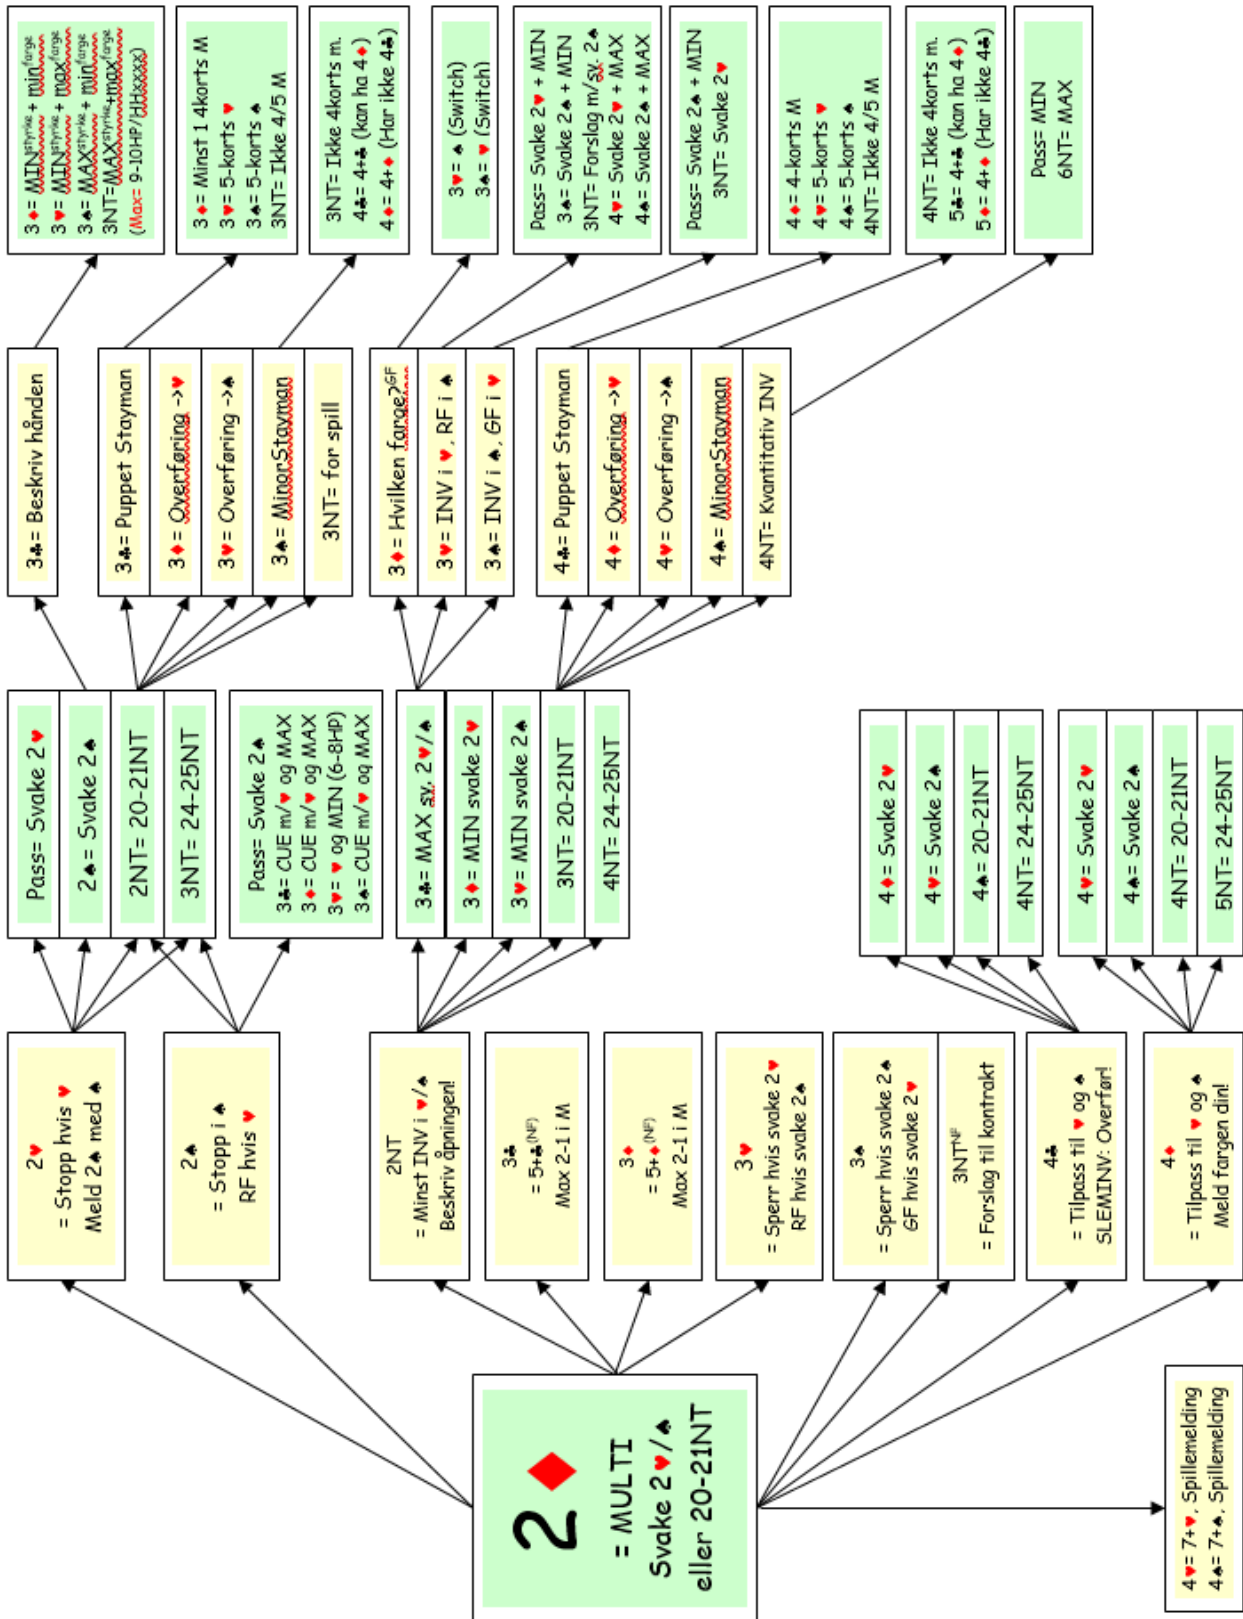 2♦
= MULTI
Svake 2♥/♠
eller 20-21NT
2♥
= Stopp hvis ♥
Meld 2♠ med ♠
2♠
= Stopp i ♠
RF hvis ♥
2NT
= Minst INV i ♥/♠
Beskriv åpningen!
3♣
= 5+♣(NF)
Max 2-1 i M
3♦
= 5+♦(NF)
Max 2-1 i M
3♥
= Sperr hvis svake 2♥
RF hvis svake 2♠
3♠
= Sperr hvis svake 2♠
GF hvis svake 2♥
3NTNF
= Forslag til kontrakt
4♣
= Tilpass til ♥ og ♠
SLEMINV: Overfør!
4♦
= Tilpass til ♥ og ♠
Meld fargen din!
4♥= 7+♥, Spillemelding
4♠= 7+♠, Spillemelding
Pass= Svake 2♥
2♠= Svake 2♠
2NT= 20-21NT
3NT= 24-25NT
Pass= Svake 2♠
3♣= CUE m/♥ og MAX
3♦= CUE m/♥ og MAX
3♥= ♥ og MIN (6-8HP)
3♠= CUE m/♥ og MAX
3♣= MAX sv. 2♥/♠
3♦= MIN svake 2♥
3♥= MIN svake 2♠
3NT= 20-21NT
4NT= 24-25NT
4♦= Svake 2♥
4♥= Svake 2♠
4♠= 20-21NT
4NT= 24-25NT
4♥= Svake 2♥
4♠= Svake 2♠
4NT= 20-21NT
5NT= 24-25NT
3♣= Beskriv hånden
3♣= Puppet Stayman
3♦= Overføring ->♥
3♥= Overføring ->♠
3♠= MinorStayman
3NT= for spill
3♦= Hvilken farge?GF
3♥= INV i ♥, RF i ♠
3♠= INV i ♠, GF i ♥
4♣= Puppet Stayman
4♦= Overføring ->♥
4♥= Overføring ->♠
4♠= MinorStayman
4NT= Kvantitativ INV
3♦= MINstyrke + minfarge
3♥= MINstyrke + maxfarge
3♠= MAXstyrke + minfarge
3NT=MAXstyrke+maxfarge
(Max= 9-10HP/HHxxxx)
3♦= Minst 1 4korts M
3♥= 5-korts ♥
3♠= 5-korts ♠
3NT= Ikke 4/5 M
3NT= Ikke 4korts m.
4♣= 4+♣ (kan ha 4♦)
4♦= 4+♦ (Har ikke 4♣)
3♥= ♠ (Switch)
3♠= ♥ (Switch)
Pass= Svake 2♥ + MIN
3♠= Svake 2♠ + MIN
3NT= Forslag m/sv. 2♠
4♥= Svake 2♥ + MAX
4♠= Svake 2♠ + MAX
Pass= Svake 2♠ + MIN
3NT= Svake 2♥
4♦= 4-korts M
4♥= 5-korts ♥
4♠= 5-korts ♠
4NT= Ikke 4/5 M
4NT= Ikke 4korts m.
5♣= 4+♣ (kan ha 4♦)
5♦= 4+♦ (Har ikke 4♣)
Pass= MIN
6NT= MAX